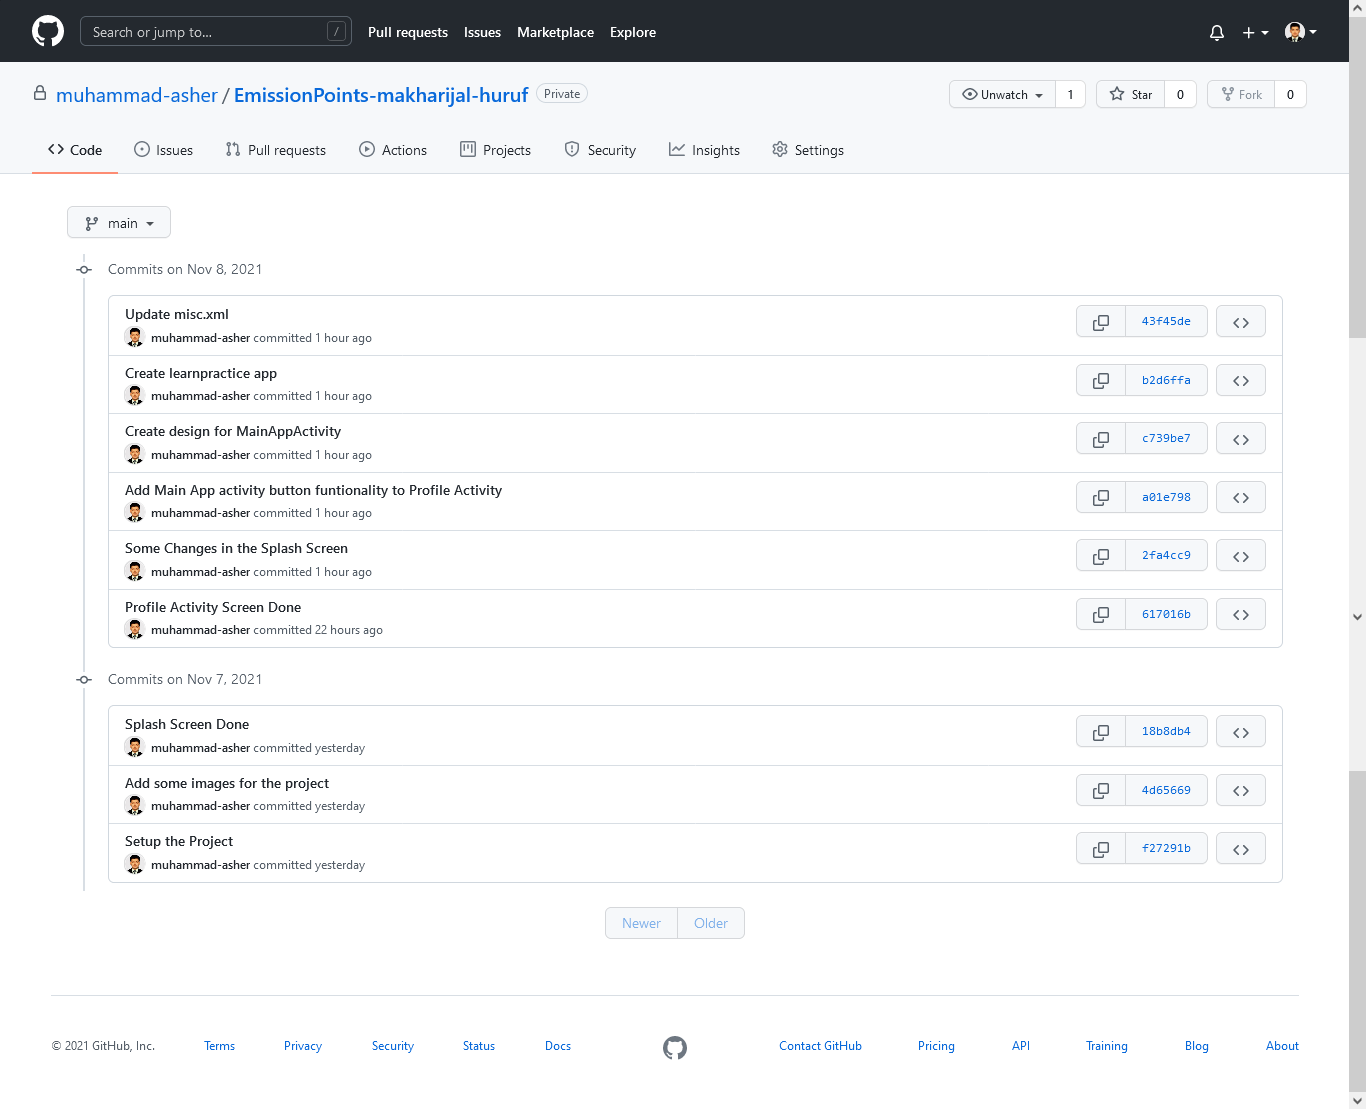 Search or jump to... / Pull requests Issues Marketplace Explore
muhammad-asher / EmissionPoints-makharijal-huruf Private Unwatch 1 Star 0 Fork 0
Code Issues Pull requests Actions Projects Security Insights Settings
main
Commits on Nov 8, 2021
Update misc.xml
muhammad-asher committed 1 hour ago
43f45de
Create learnpractice app
muhammad-asher committed 1 hour ago
b2d6ffa
Create design for MainAppActivity
muhammad-asher committed 1 hour ago
c739be7
Add Main App activity button funtionality to Profile Activity
muhammad-asher committed 1 hour ago
a01e798
Some Changes in the Splash Screen
muhammad-asher committed 1 hour ago
2fa4cc9
Profile Activity Screen Done
muhammad-asher committed 22 hours ago
617016b
Commits on Nov 7, 2021
Splash Screen Done
muhammad-asher committed yesterday
18b8db4
Add some images for the project
muhammad-asher committed yesterday
4d65669
Setup the Project
muhammad-asher committed yesterday
f27291b
Newer Older
© 2021 GitHub, Inc. Terms Privacy Security Status Docs Contact GitHub Pricing API Training Blog About